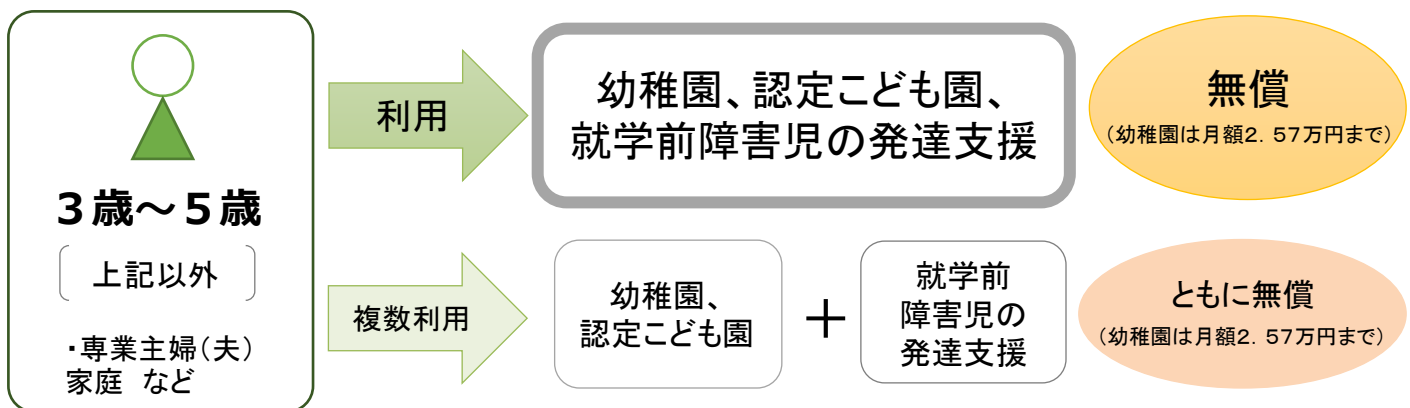 3歳~5歳
上記以外
・専業主婦(夫)
家庭 など
利用
幼稚園、認定こども園、
就学前障害児の発達支援
無償
(幼稚園は月額2.57万円まで)
複数利用
幼稚園、
認定こども園
+
就学前
障害児の
発達支援
ともに無償
(幼稚園は月額2.57万円まで)